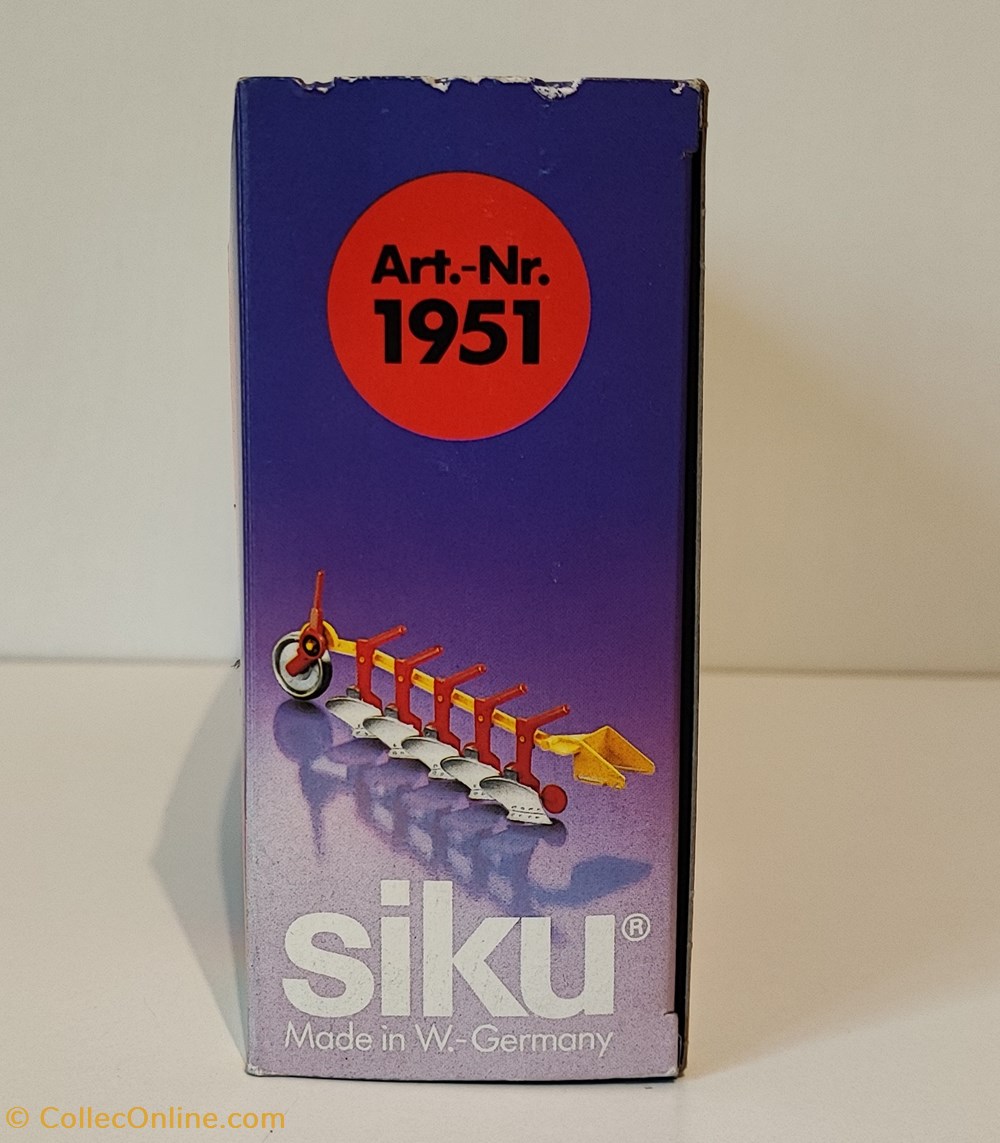 Art.-Nr.
1951
siku®
Made in W.-Germany
© CollecOnline.com